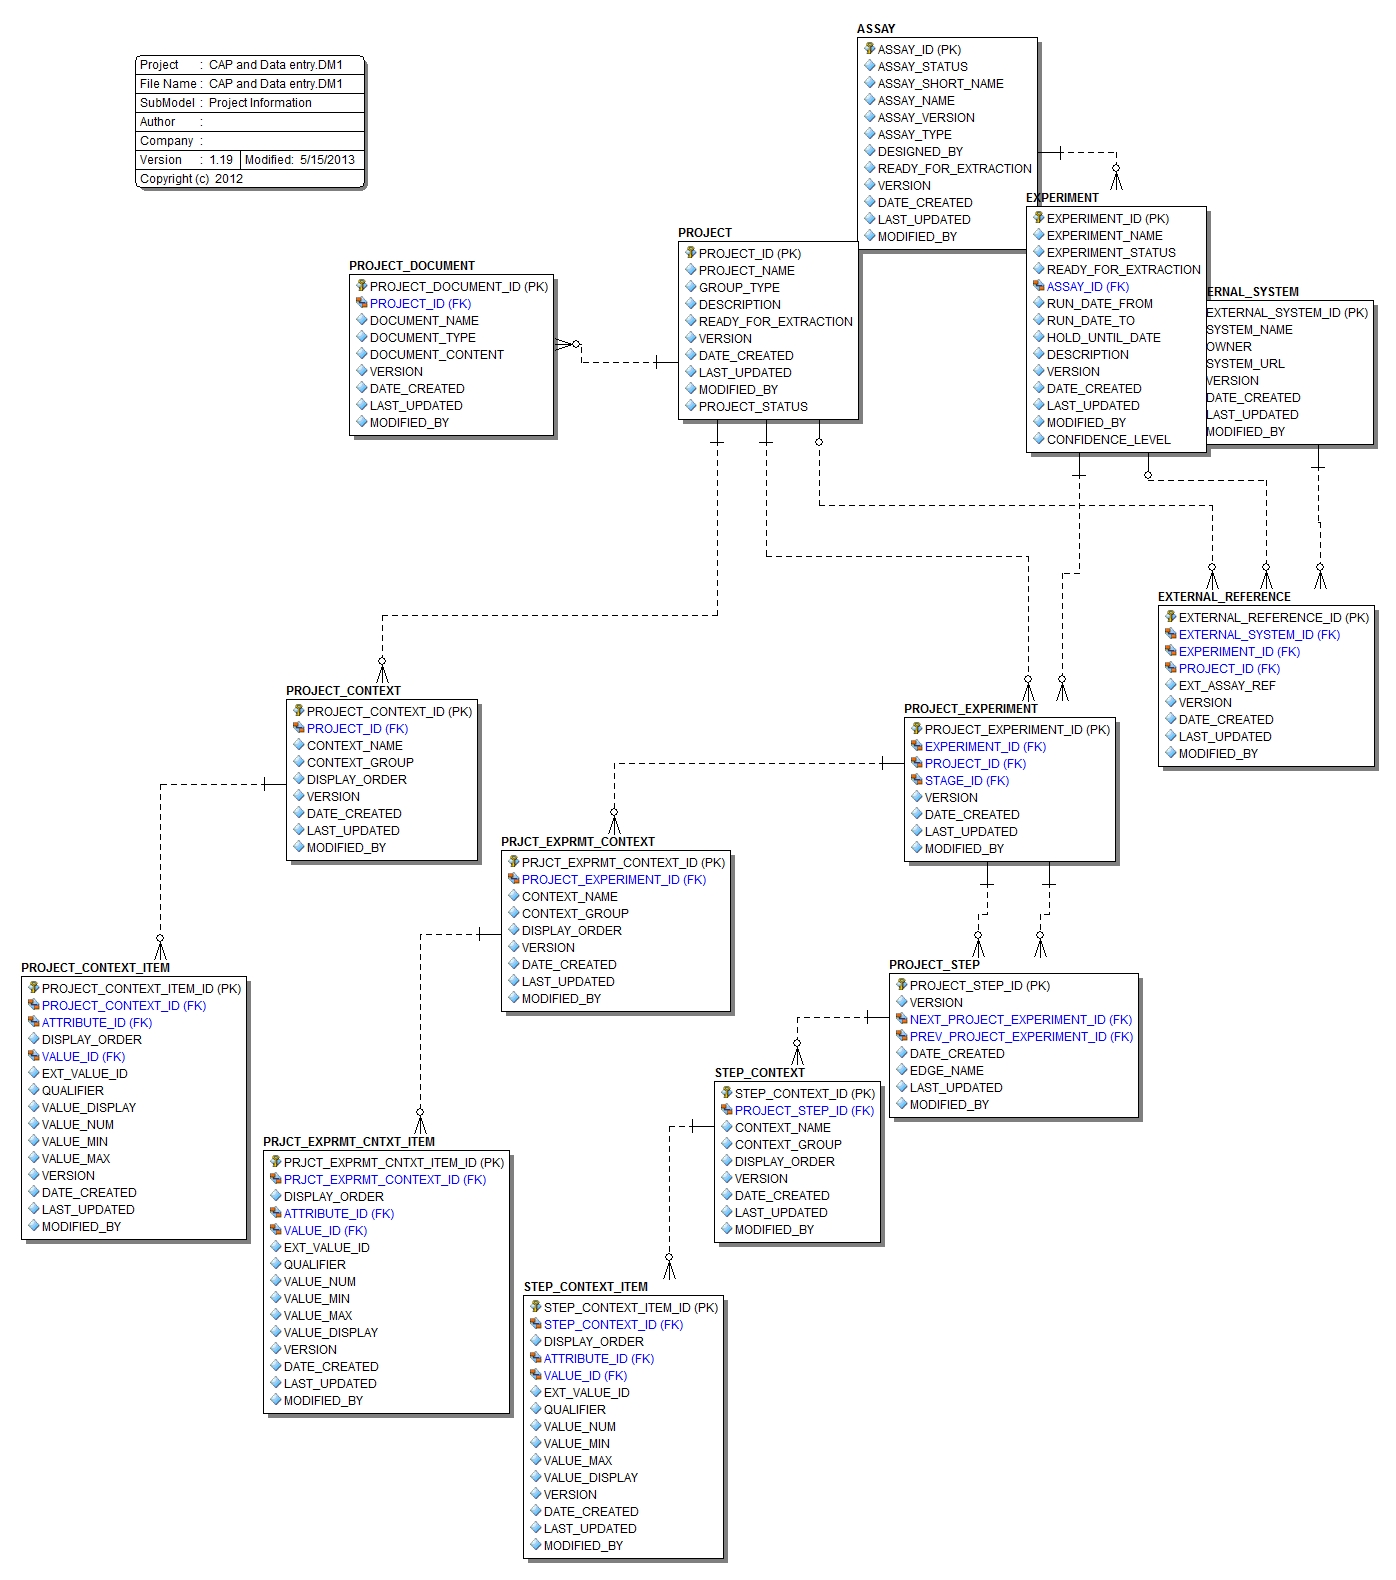 Project : CAP and Data entry.DM1
File Name : CAP and Data entry.DM1
SubModel : Project Information
Author :
Company :
Version : 1.19 Modified: 5/15/2013
Copyright (c) 2012
ASSAY
ASSAY_ID (PK)
ASSAY_STATUS
ASSAY_SHORT_NAME
ASSAY_NAME
ASSAY_VERSION
ASSAY_TYPE
DESIGNED_BY
READY_FOR_EXTRACTION
VERSION
DATE_CREATED
LAST_UPDATED
MODIFIED_BY
EXPERIMENT
EXPERIMENT_ID (PK)
EXPERIMENT_NAME
EXPERIMENT_STATUS
READY_FOR_EXTRACTION
ASSAY_ID (FK)
RUN_DATE_FROM
RUN_DATE_TO
HOLD_UNTIL_DATE
DESCRIPTION
VERSION
DATE_CREATED
LAST_UPDATED
MODIFIED_BY
CONFIDENCE_LEVEL
ERNAL_SYSTEM
EXTERNAL_SYSTEM_ID (PK)
SYSTEM_NAME
OWNER
SYSTEM_URL
VERSION
DATE_CREATED
LAST_UPDATED
MODIFIED_BY
PROJECT
PROJECT_ID (PK)
PROJECT_NAME
GROUP_TYPE
DESCRIPTION
READY_FOR_EXTRACTION
VERSION
DATE_CREATED
LAST_UPDATED
MODIFIED_BY
PROJECT_STATUS
PROJECT_DOCUMENT
PROJECT_DOCUMENT_ID (PK)
PROJECT_ID (FK)
DOCUMENT_NAME
DOCUMENT_TYPE
DOCUMENT_CONTENT
VERSION
DATE_CREATED
LAST_UPDATED
MODIFIED_BY
EXTERNAL_REFERENCE
EXTERNAL_REFERENCE_ID (PK)
EXTERNAL_SYSTEM_ID (FK)
EXPERIMENT_ID (FK)
PROJECT_ID (FK)
EXT_ASSAY_REF
VERSION
DATE_CREATED
LAST_UPDATED
MODIFIED_BY
PROJECT_CONTEXT
PROJECT_CONTEXT_ID (PK)
PROJECT_ID (FK)
CONTEXT_NAME
CONTEXT_GROUP
DISPLAY_ORDER
VERSION
DATE_CREATED
LAST_UPDATED
MODIFIED_BY
PROJECT_EXPERIMENT
PROJECT_EXPERIMENT_ID (PK)
EXPERIMENT_ID (FK)
PROJECT_ID (FK)
STAGE_ID (FK)
VERSION
DATE_CREATED
LAST_UPDATED
MODIFIED_BY
PRJCT_EXPRMT_CONTEXT
PRJCT_EXPRMT_CONTEXT_ID (PK)
PROJECT_EXPERIMENT_ID (FK)
CONTEXT_NAME
CONTEXT_GROUP
DISPLAY_ORDER
VERSION
DATE_CREATED
LAST_UPDATED
MODIFIED_BY
PROJECT_CONTEXT_ITEM
PROJECT_CONTEXT_ITEM_ID (PK)
PROJECT_CONTEXT_ID (FK)
ATTRIBUTE_ID (FK)
DISPLAY_ORDER
VALUE_ID (FK)
EXT_VALUE_ID
QUALIFIER
VALUE_DISPLAY
VALUE_NUM
VALUE_MIN
VALUE_MAX
VERSION
DATE_CREATED
LAST_UPDATED
MODIFIED_BY
PROJECT_STEP
PROJECT_STEP_ID (PK)
VERSION
NEXT_PROJECT_EXPERIMENT_ID (FK)
PREV_PROJECT_EXPERIMENT_ID (FK)
DATE_CREATED
EDGE_NAME
LAST_UPDATED
MODIFIED_BY
STEP_CONTEXT
STEP_CONTEXT_ID (PK)
PROJECT_STEP_ID (FK)
CONTEXT_NAME
CONTEXT_GROUP
DISPLAY_ORDER
VERSION
DATE_CREATED
LAST_UPDATED
MODIFIED_BY
PRJCT_EXPRMT_CNTXT_ITEM
PRJCT_EXPRMT_CNTXT_ITEM_ID (PK)
PRJCT_EXPRMT_CONTEXT_ID (FK)
DISPLAY_ORDER
ATTRIBUTE_ID (FK)
VALUE_ID (FK)
EXT_VALUE_ID
QUALIFIER
VALUE_NUM
VALUE_MIN
VALUE_MAX
VALUE_DISPLAY
VERSION
DATE_CREATED
LAST_UPDATED
MODIFIED_BY
STEP_CONTEXT_ITEM
STEP_CONTEXT_ITEM_ID (PK)
STEP_CONTEXT_ID (FK)
DISPLAY_ORDER
ATTRIBUTE_ID (FK)
VALUE_ID (FK)
EXT_VALUE_ID
QUALIFIER
VALUE_NUM
VALUE_MIN
VALUE_MAX
VALUE_DISPLAY
VERSION
DATE_CREATED
LAST_UPDATED
MODIFIED_BY